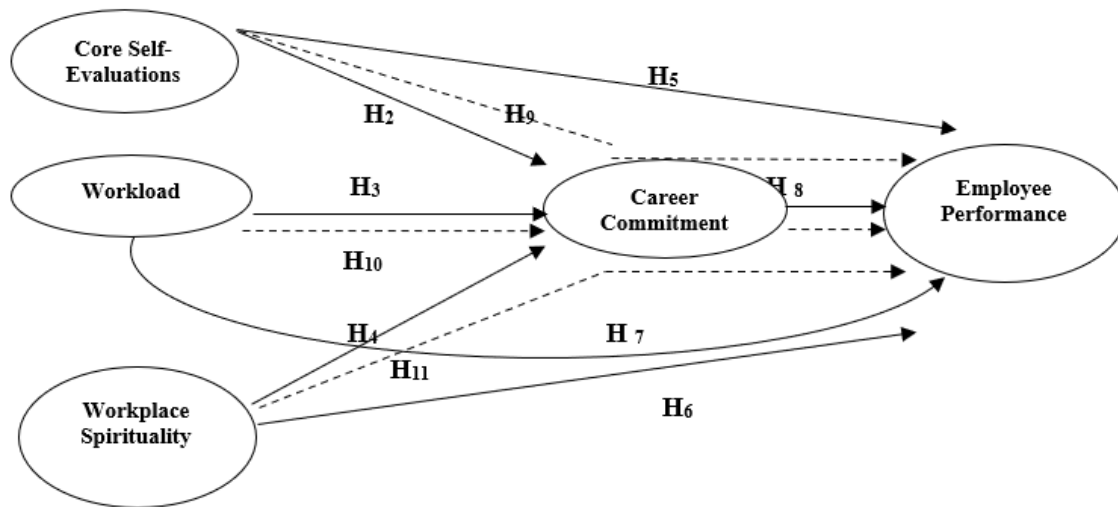 Core Self-
Evaluations
H5
H2
H9
Workload
H3
Career
Commitment
H 8
Employee
Performance
H10
H4
H 7
H11
Workplace
Spirituality
H6